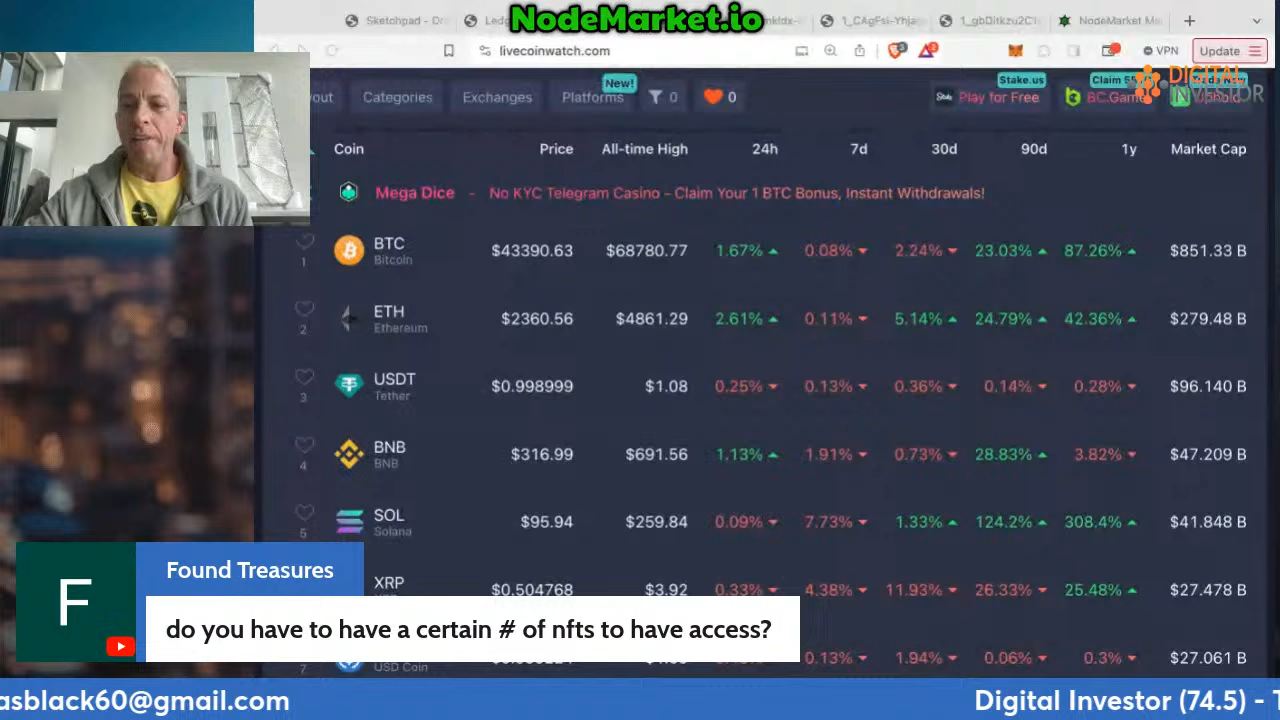 NodeMarket.io
Sketchpad - Dr
Ledg
NodeMarket Me
livecoinwatch.com
VPN
Update
New!
Stake.us
Categories
Exchanges
Platforms
0
0
Play for Free
BC.Game
DIGITAL
INVESTOR
Coin Price All-time High 24h 7d 30d 90d 1y Market Cap
Mega Dice - No KYC Telegram Casino - Claim Your 1 BTC Bonus, Instant Withdrawals!
1 BTC Bitcoin $43390.63 $68780.77 1.67% 0.08% 2.24% 23.03% 87.26% $851.33 B
2 ETH Ethereum $2360.56 $4861.29 2.61% 0.11% 5.14% 24.79% 42.36% $279.48 B
3 USDT Tether $0.998999 $1.08 0.25% 0.13% 0.36% 0.14% 0.28% $96.140 B
4 BNB BNB $316.99 $691.56 1.13% 1.91% 0.73% 28.83% 3.82% $47.209 B
5 SOL Solana $95.94 $259.84 0.09% 7.73% 1.33% 124.2% 308.4% $41.848 B
XRP $0.504768 $3.92 0.33% 4.38% 11.93% 26.33% 25.48% $27.478 B
7 USD Coin 0.13% 1.94% 0.06% 0.3% $27.061 B
F
Found Treasures
do you have to have a certain # of nfts to have access?
asblack60@gmail.com
Digital Investor (74.5) - T